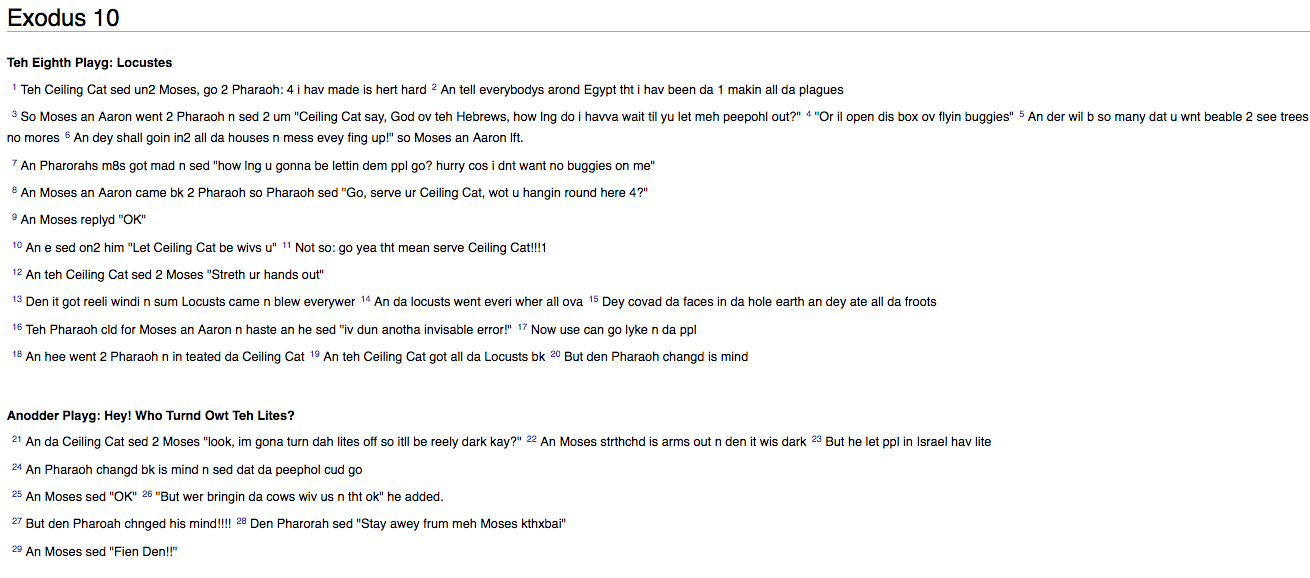 Exodus 10
Teh Eighth Playg: Locustes
1 Teh Ceiling Cat sed un2 Moses, go 2 Pharaoh: 4 i hav made is hert hard 2 An tell everybodys arond Egypt tht i hav been da 1 makin all da plagues
3 So Moses an Aaron went 2 Pharaoh n sed 2 um "Ceiling Cat say, God ov teh Hebrews, how lng do i havva wait til yu let meh peepohl out?" 4 "Or il open dis box ov flyin buggies" 5 An der wil b so many dat u wnt beable 2 see trees
no mores 6 An dey shall goin in2 all da houses n mess evey fing up!" so Moses an Aaron lft.
7 An Pharorahs m8s got mad n sed "how lng u gonna be lettin dem ppl go? hurry cos i dnt want no buggies on me"
8 An Moses an Aaron came bk 2 Pharaoh so Pharaoh sed "Go, serve ur Ceiling Cat, wot u hangin round here 4?"
9 An Moses replyd "OK"
10 An e sed on2 him "Let Ceiling Cat be wivs u" 11 Not so: go yea tht mean serve Ceiling Cat!!!1
12 An teh Ceiling Cat sed 2 Moses "Streth ur hands out"
13 Den it got reeli windi n sum Locusts came n blew everywer 14 An da locusts went everi wher all ova 15 Dey covad da faces in da hole earth an dey ate all da froots
16 Teh Pharaoh cld for Moses an Aaron n haste an he sed "iv dun anotha invisable error!" 17 Now use can go lyke n da ppl
18 An hee went 2 Pharaoh n in teated da Ceiling Cat 19 An teh Ceiling Cat got all da Locusts bk 20 But den Pharaoh changd is mind
Anodder Playg: Hey! Who Turnd Owt Teh Lites?
21 An da Ceiling Cat sed 2 Moses "look, im gona turn dah lites off so itll be reely dark kay?" 22 An Moses strthchd is arms out n den it wis dark 23 But he let ppl in Israel hav lite
24 An Pharaoh changd bk is mind n sed dat da peephol cud go
25 An Moses sed "OK" 26 "But wer bringin da cows wiv us n tht ok" he added.
27 But den Pharoah chnged his mind!!!! 28 Den Pharorah sed "Stay awey frum meh Moses kthxbai"
29 An Moses sed "Fien Den!!"